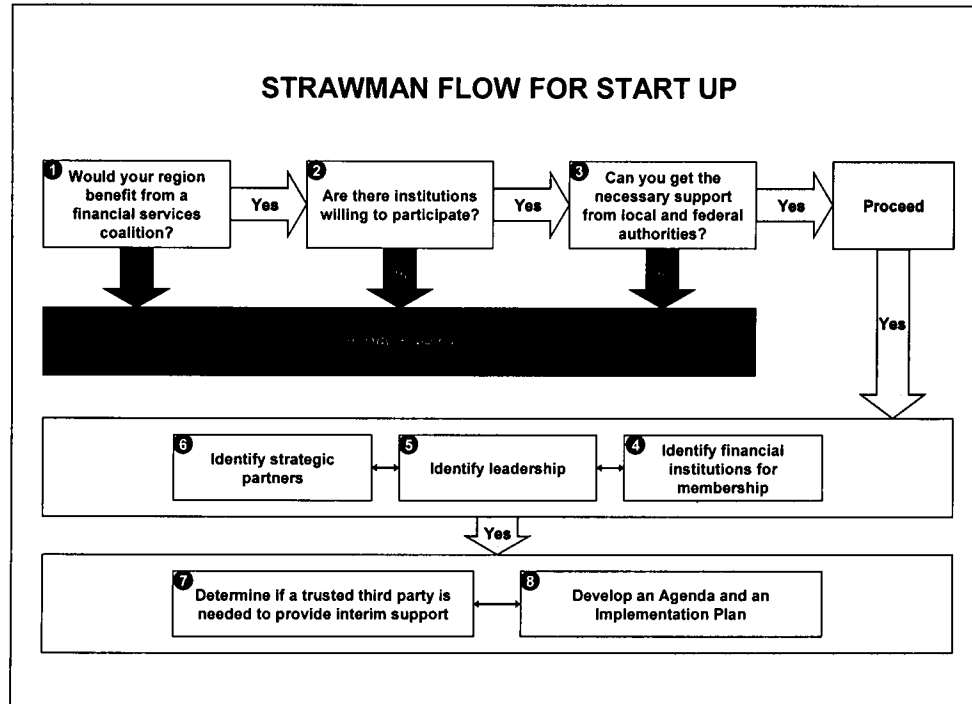 STRAWMAN FLOW FOR START UP
1
Would your region
benefit from a
financial services
coalition?
Yes
2
Are there institutions
willing to participate?
Yes
3
Can you get the
necessary support
from local and federal
authorities?
Yes
Proceed
Yes
6
Identify strategic
partners
5
Identify leadership
4
Identify financial
institutions for
membership
Yes
7
Determine if a trusted third party is
needed to provide interim support
8
Develop an Agenda and an
Implementation Plan